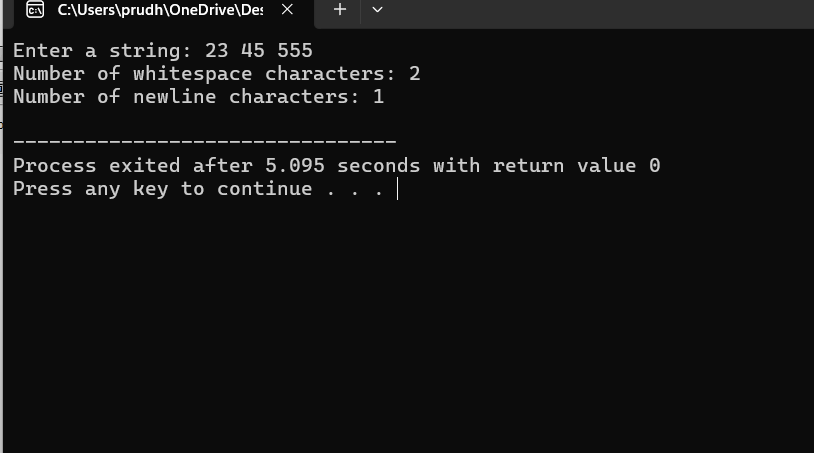 C:\Users\prudh\OneDrive\Des
Enter a string: 23 45 555
Number of whitespace characters: 2
Number of newline characters: 1
--------------------------------
Process exited after 5.095 seconds with return value 0
Press any key to continue . . .